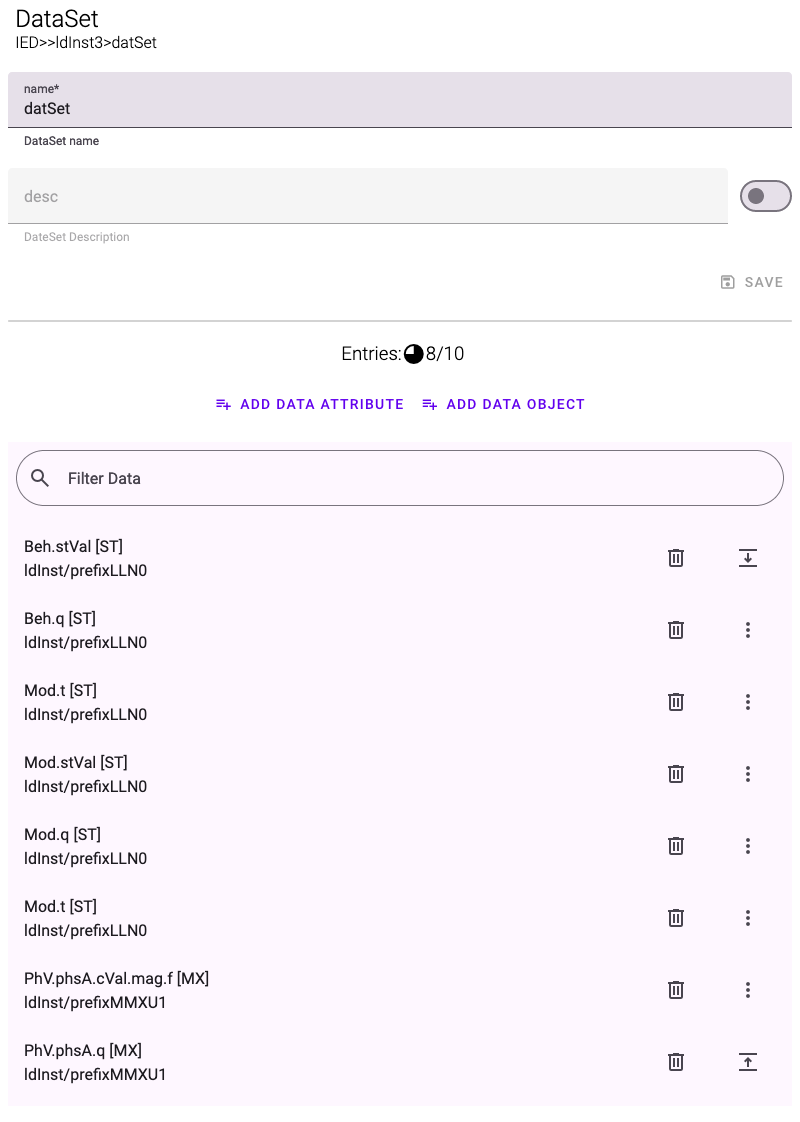 DataSet
IED>>ldInst3>datSet
name*
datSet
DataSet name
desc
DateSet Description
SAVE
Entries: 8/10
ADD DATA ATTRIBUTE ADD DATA OBJECT
Filter Data
Beh.stVal [ST]
ldInst/prefixLLN0
Beh.q [ST]
ldInst/prefixLLN0
Mod.t [ST]
ldInst/prefixLLN0
Mod.stVal [ST]
ldInst/prefixLLN0
Mod.q [ST]
ldInst/prefixLLN0
Mod.t [ST]
ldInst/prefixLLN0
PhV.phsA.cVal.mag.f [MX]
ldInst/prefixMMXU1
PhV.phsA.q [MX]
ldInst/prefixMMXU1